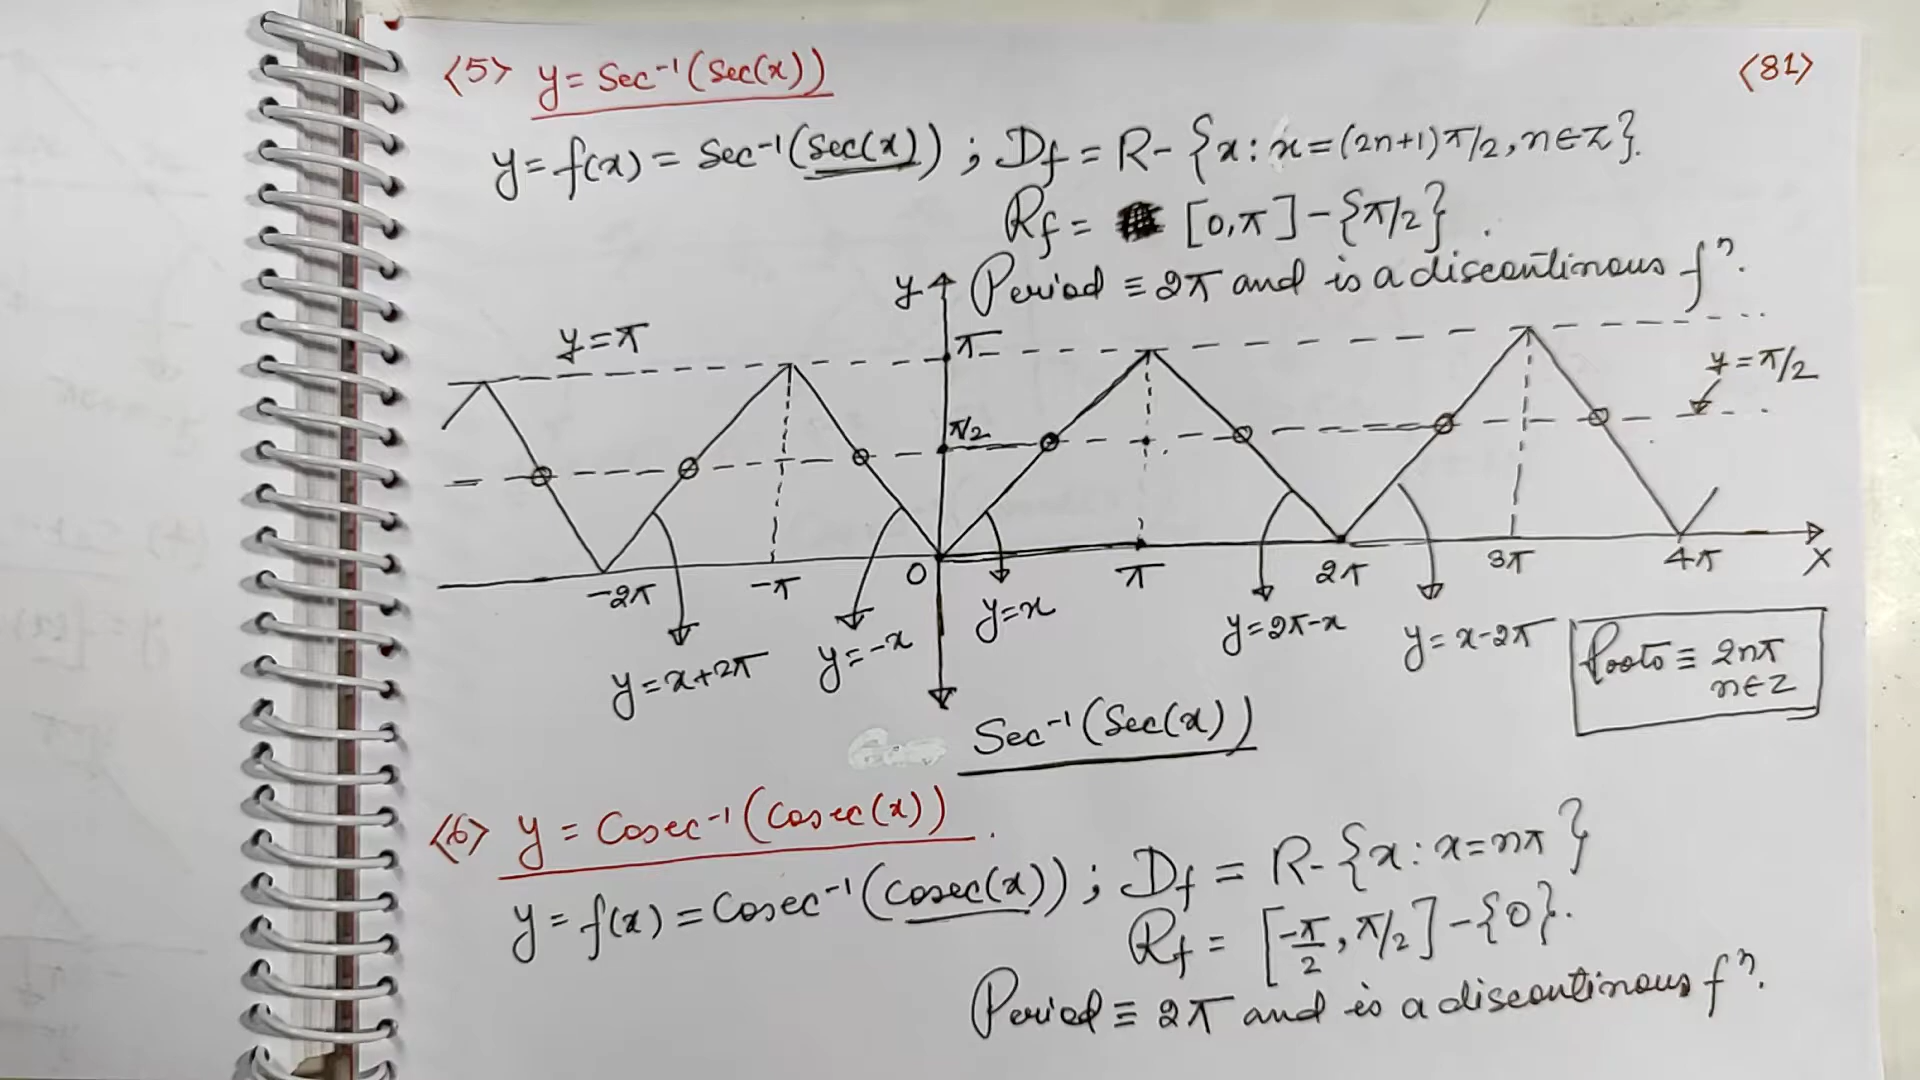 <5> y = Sec⁻¹(Sec(x))
<81>
y = f(x) = Sec⁻¹(Sec(x)) ; Df = R - {x : x = (2n+1)π/2, n∈Z}.
Rf = [0, π] - {π/2}.
Period ≡ 2π and is a discontinous fⁿ.
y
y = π
π
y = π/2
π/2
-2π -π 0 π 2π 3π 4π X
y = x+2π y = -x y = x y = 2π-x y = x-2π
Roots ≡ 2nπ
n∈Z
Sec⁻¹(Sec(x))
<6> y = Cosec⁻¹(Cosec(x)).
y = f(x) = Cosec⁻¹(Cosec(x)) ; Df = R - {x : x = nπ}
Rf = [-π/2, π/2] - {0}.
Period ≡ 2π and is a discontinous fⁿ.